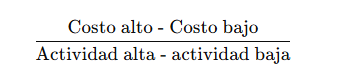 Costo alto - Costo bajo
Actividad alta - actividad baja